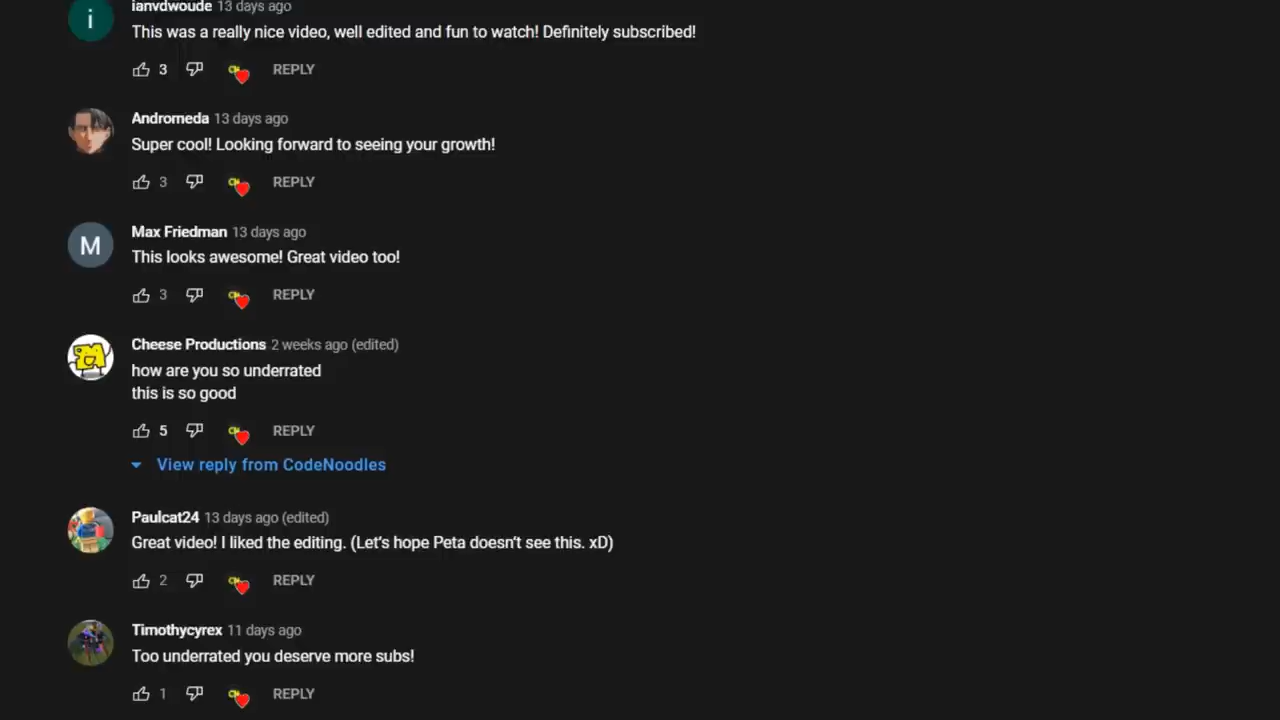 i
ianvdwoude 13 days ago
This was a really nice video, well edited and fun to watch! Definitely subscribed!
3 REPLY
Andromeda 13 days ago
Super cool! Looking forward to seeing your growth!
3 REPLY
M
Max Friedman 13 days ago
This looks awesome! Great video too!
3 REPLY
Cheese Productions 2 weeks ago (edited)
how are you so underrated
this is so good
5 REPLY
View reply from CodeNoodles
Paulcat24 13 days ago (edited)
Great video! I liked the editing. (Let's hope Peta doesn't see this. xD)
2 REPLY
Timothycyrex 11 days ago
Too underrated you deserve more subs!
1 REPLY